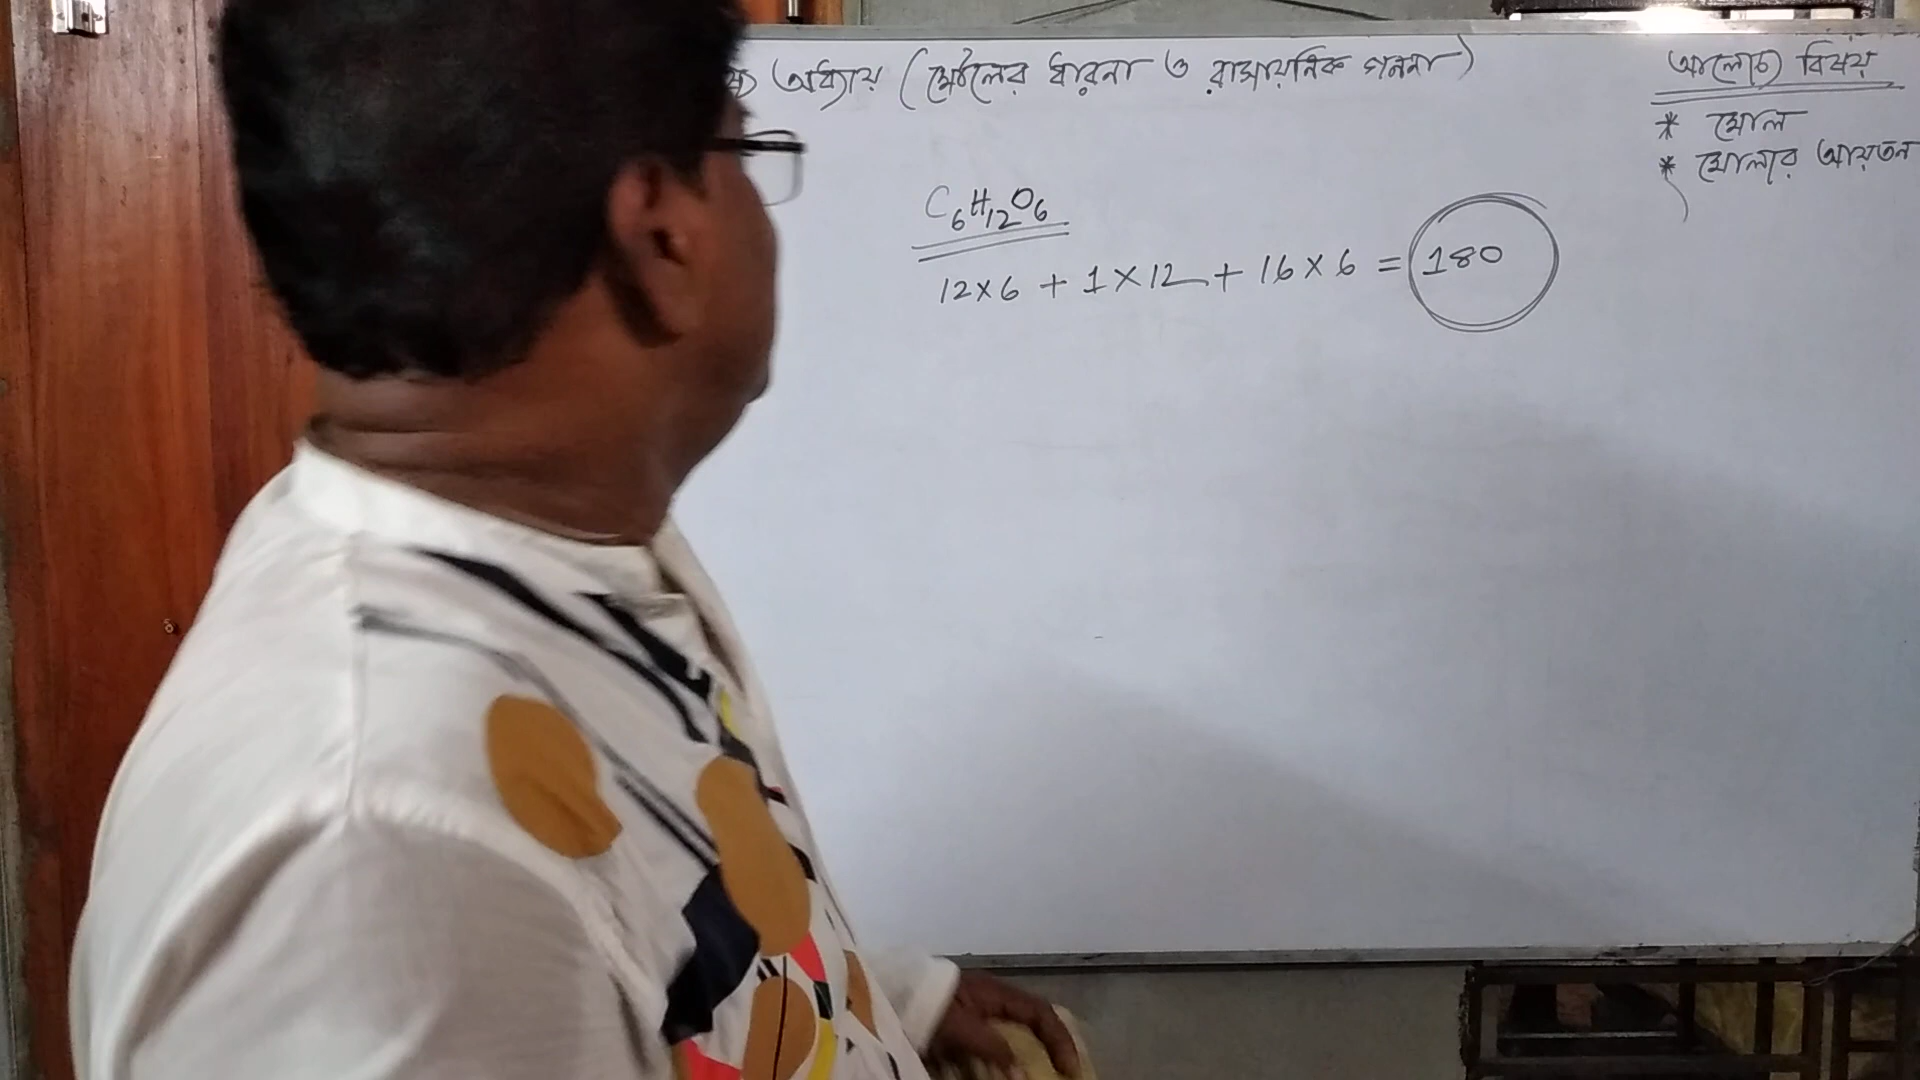 অধ্যায় (মোলের ধারনা ও রাসায়নিক গননা)
আলোচ্য বিষয়
* মোল
* মোলার আয়তন
C₆H₁₂O₆
12×6 + 1×12 + 16×6 = 180